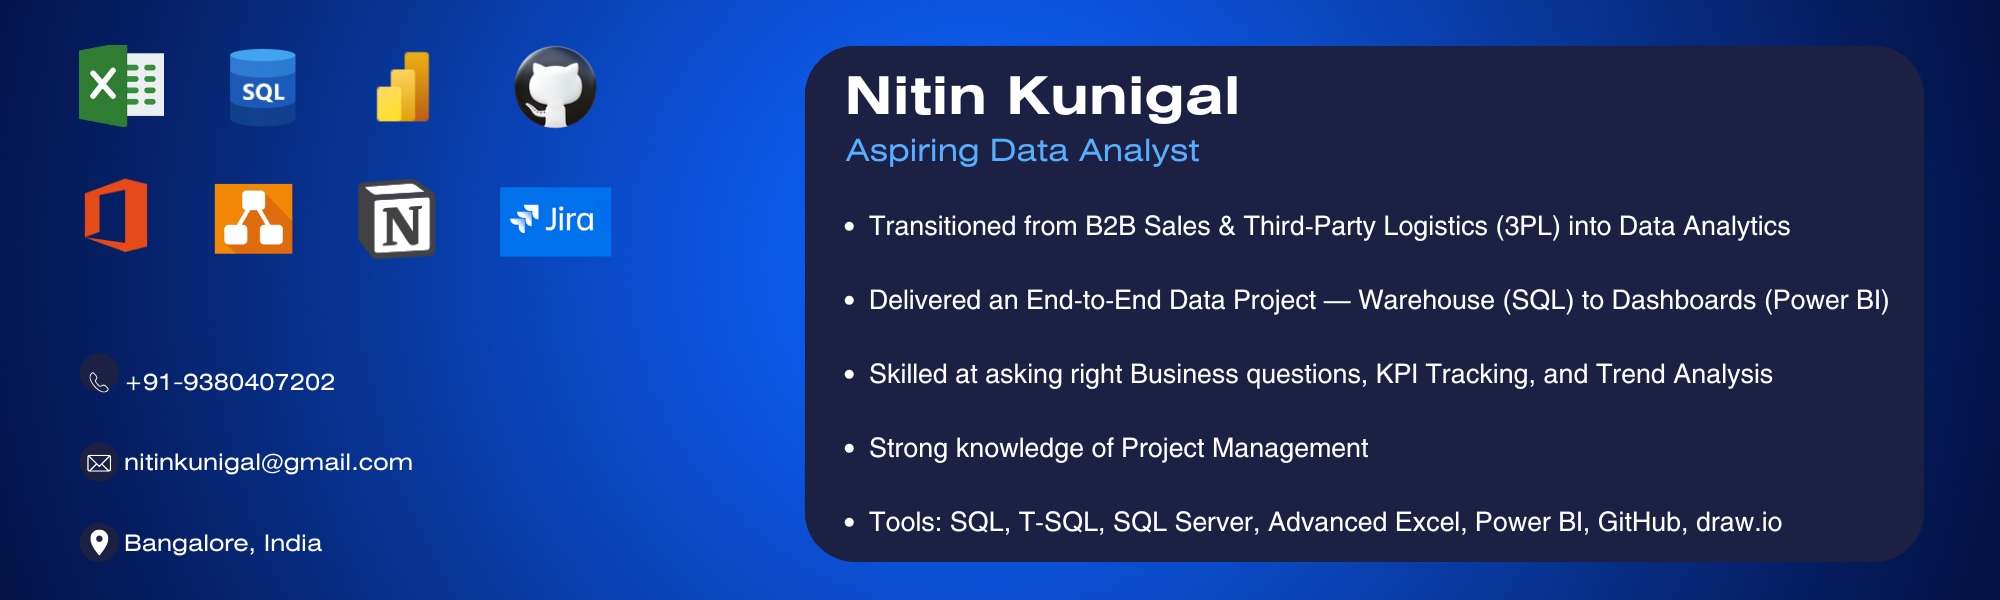 X
SQL
N
Jira
+91-9380407202
nitinkunigal@gmail.com
Bangalore, India
Nitin Kunigal
Aspiring Data Analyst
• Transitioned from B2B Sales & Third-Party Logistics (3PL) into Data Analytics
• Delivered an End-to-End Data Project — Warehouse (SQL) to Dashboards (Power BI)
• Skilled at asking right Business questions, KPI Tracking, and Trend Analysis
• Strong knowledge of Project Management
• Tools: SQL, T-SQL, SQL Server, Advanced Excel, Power BI, GitHub, draw.io